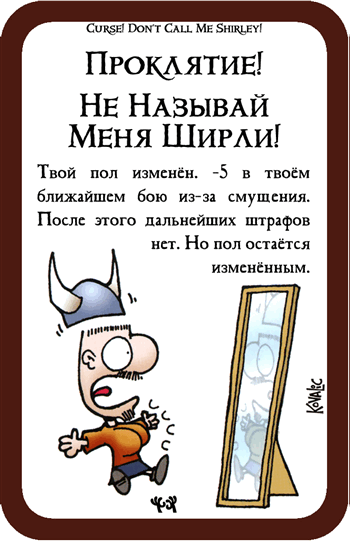 Curse! Don't Call Me Shirley!
Проклятие!
Не Называй
Меня Ширли!
Твой пол изменён. -5 в твоём
ближайшем бою из-за смущения.
После этого дальнейших штрафов
нет. Но пол остаётся
изменённым.
Kovalic